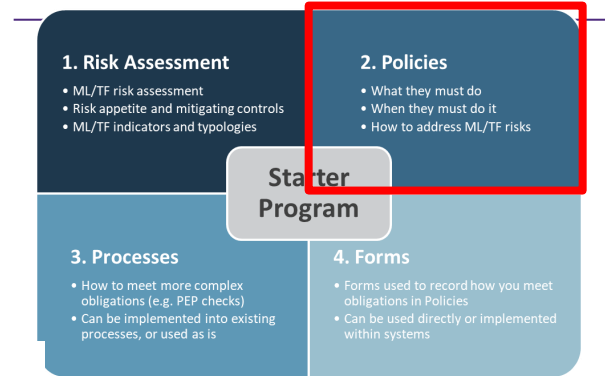 1. Risk Assessment
• ML/TF risk assessment
• Risk appetite and mitigating controls
• ML/TF indicators and typologies
2. Policies
• What they must do
• When they must do it
• How to address ML/TF risks
Starter
Program
3. Processes
• How to meet more complex
obligations (e.g. PEP checks)
• Can be implemented into existing
processes, or used as is
4. Forms
• Forms used to record how you meet
obligations in Policies
• Can be used directly or implemented
within systems